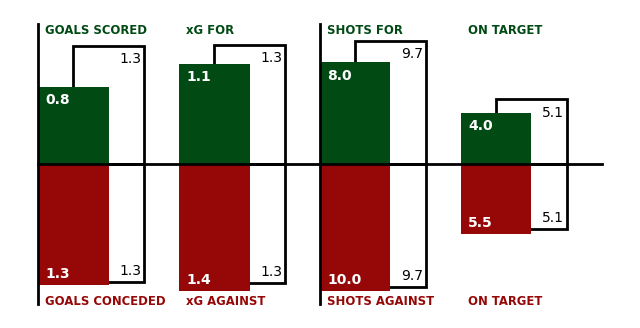 GOALS SCORED xG FOR SHOTS FOR ON TARGET
1.3 1.3 9.7 5.1
0.8 1.1 8.0 4.0
1.3 1.4 10.0 5.5
1.3 1.3 9.7 5.1
GOALS CONCEDED xG AGAINST SHOTS AGAINST ON TARGET